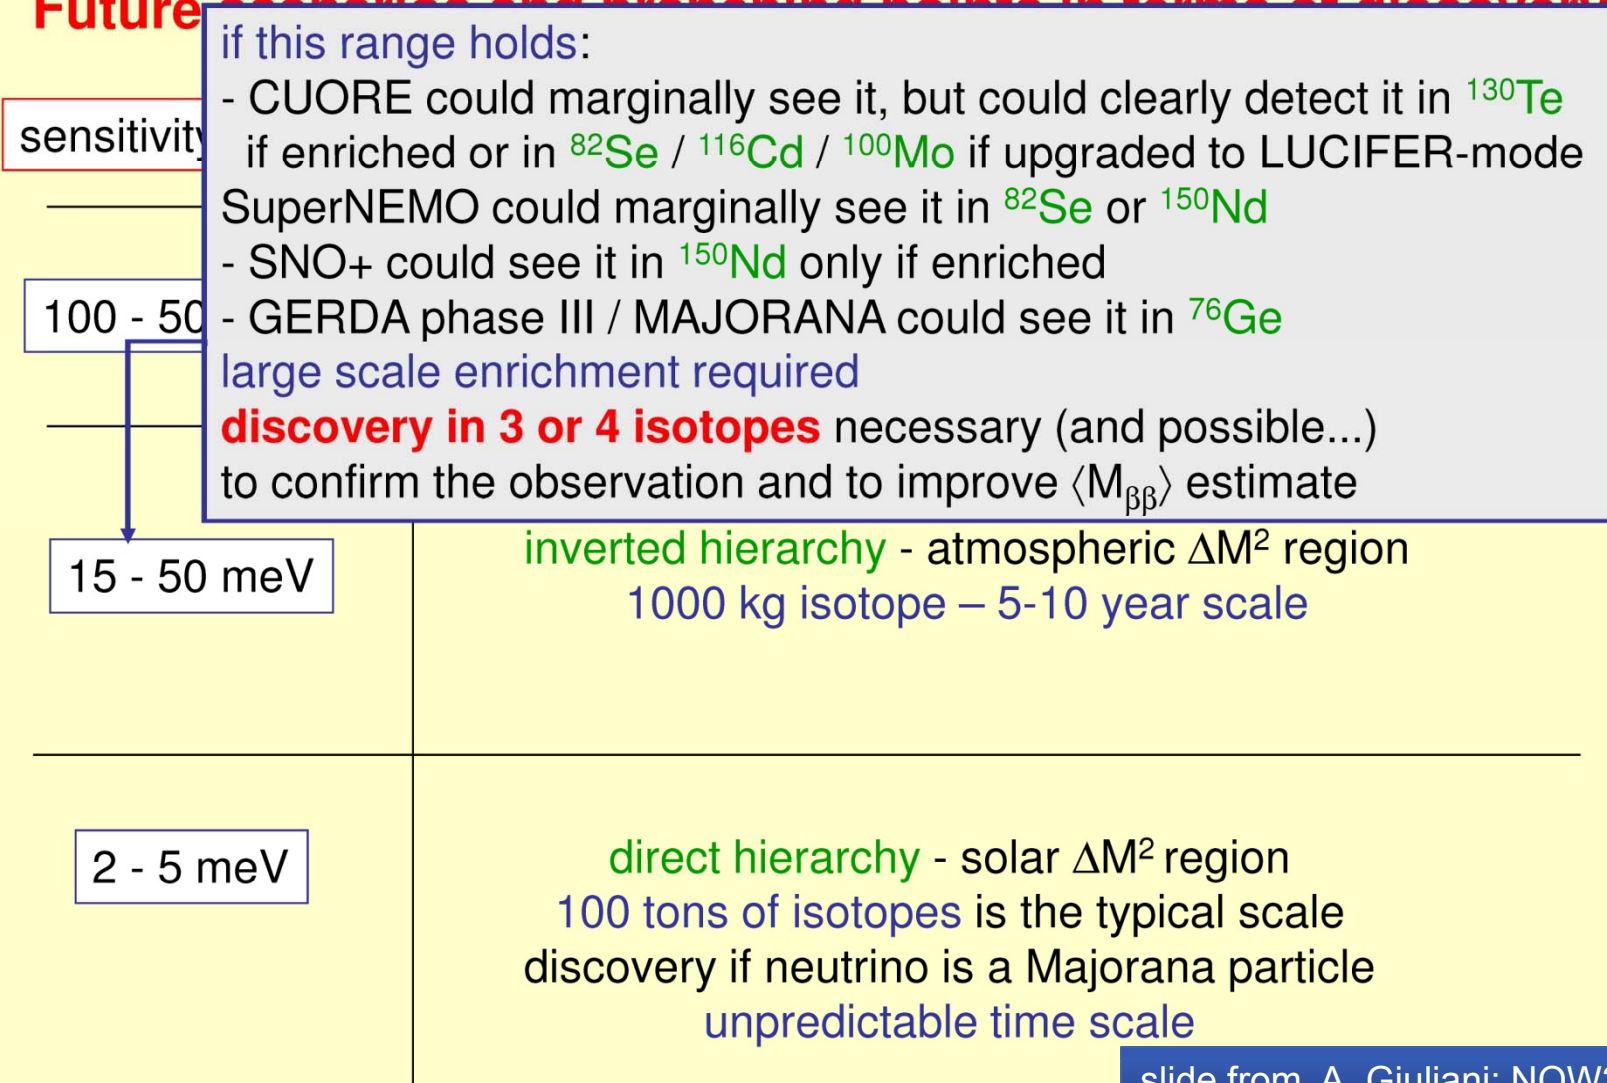 Future
if this range holds:
- CUORE could marginally see it, but could clearly detect it in ¹³⁰Te
if enriched or in ⁸²Se / ¹¹⁶Cd / ¹⁰⁰Mo if upgraded to LUCIFER-mode
SuperNEMO could marginally see it in ⁸²Se or ¹⁵⁰Nd
- SNO+ could see it in ¹⁵⁰Nd only if enriched
- GERDA phase III / MAJORANA could see it in ⁷⁶Ge
large scale enrichment required
discovery in 3 or 4 isotopes necessary (and possible...)
to confirm the observation and to improve ⟨Mββ⟩ estimate
sensitivity
100 - 50
15 - 50 meV
inverted hierarchy - atmospheric ΔM² region
1000 kg isotope – 5-10 year scale
2 - 5 meV
direct hierarchy - solar ΔM² region
100 tons of isotopes is the typical scale
discovery if neutrino is a Majorana particle
unpredictable time scale
slide from A. Giuliani: NOW